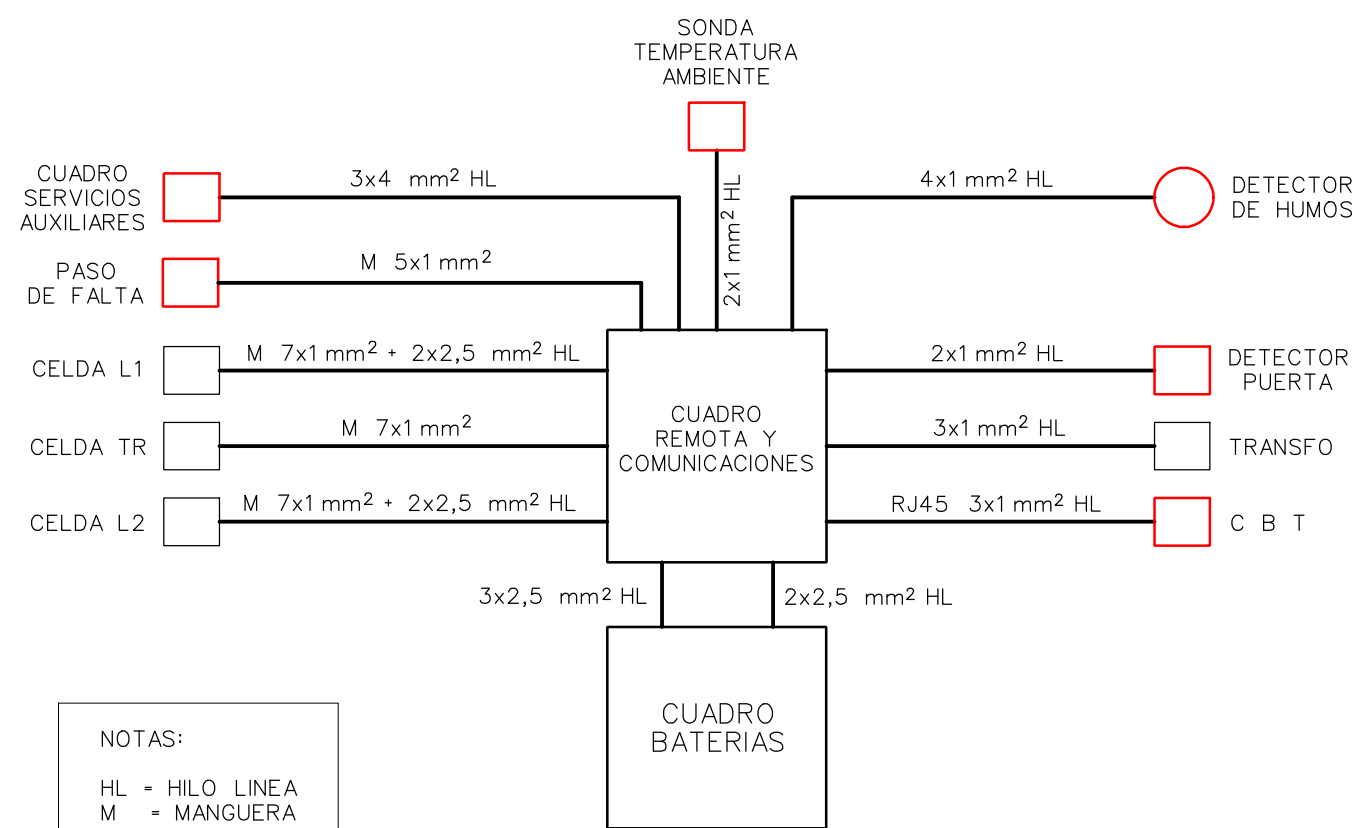 SONDA
TEMPERATURA
AMBIENTE
CUADRO
SERVICIOS
AUXILIARES
3x4 mm² HL
2x1 mm² HL
4x1 mm² HL
DETECTOR
DE HUMOS
PASO
DE FALTA
M 5x1 mm²
CELDA L1
M 7x1 mm² + 2x2,5 mm² HL
2x1 mm² HL
DETECTOR
PUERTA
CELDA TR
M 7x1 mm²
CUADRO
REMOTA Y
COMUNICACIONES
3x1 mm² HL
TRANSFO
CELDA L2
M 7x1 mm² + 2x2,5 mm² HL
RJ45 3x1 mm² HL
C B T
3x2,5 mm² HL
2x2,5 mm² HL
CUADRO
BATERIAS
NOTAS:
HL = HILO LINEA
M = MANGUERA